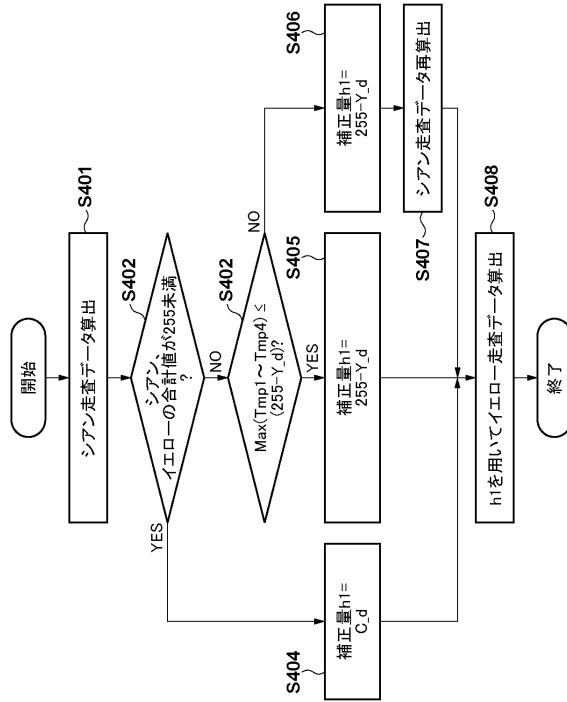 開始
S401
シアン走査データ算出
S402
シアン、
イエローの合計値が255未満
?
YES
NO
S402
Max(Tmp1～Tmp4) ≤
(255-Y_d)?
NO
YES
S404
補正量h1=
C_d
S405
補正量h1=
255-Y_d
S406
補正量h1=
255-Y_d
S407
シアン走査データ再算出
S408
h1を用いてイエロー走査データ算出
終了